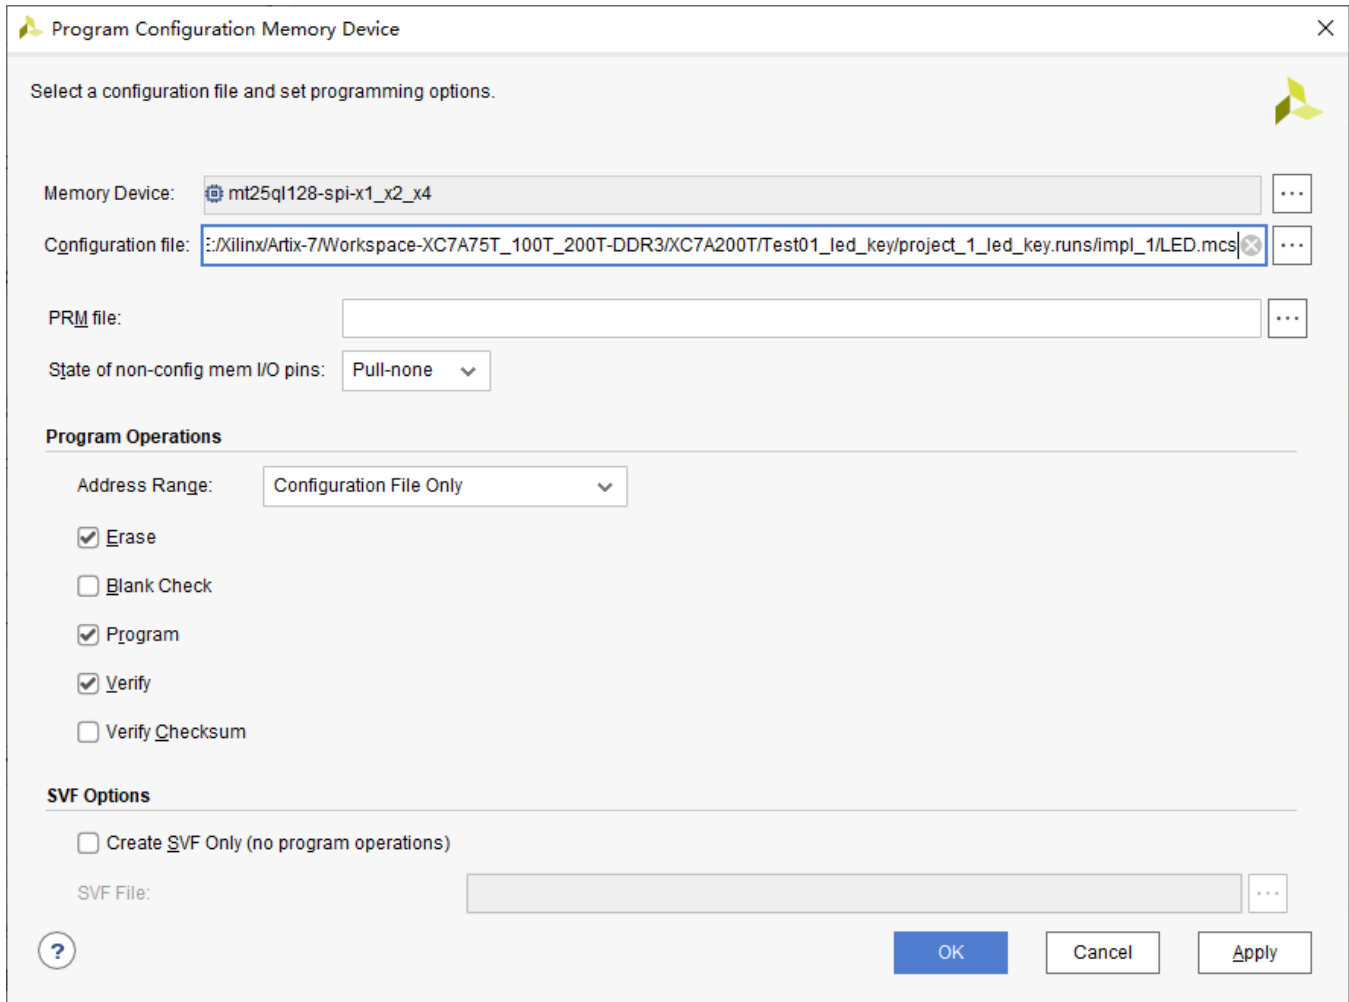 Program Configuration Memory Device
Select a configuration file and set programming options.
Memory Device: mt25ql128-spi-x1_x2_x4 ...
Configuration file: E:/Xilinx/Artix-7/Workspace-XC7A75T_100T_200T-DDR3/XC7A200T/Test01_led_key/project_1_led_key.runs/impl_1/LED.mcs ...
PRM file: ...
State of non-config mem I/O pins: Pull-none
Program Operations
Address Range: Configuration File Only
Erase
Blank Check
Program
Verify
Verify Checksum
SVF Options
Create SVF Only (no program operations)
SVF File: ...
? OK Cancel Apply